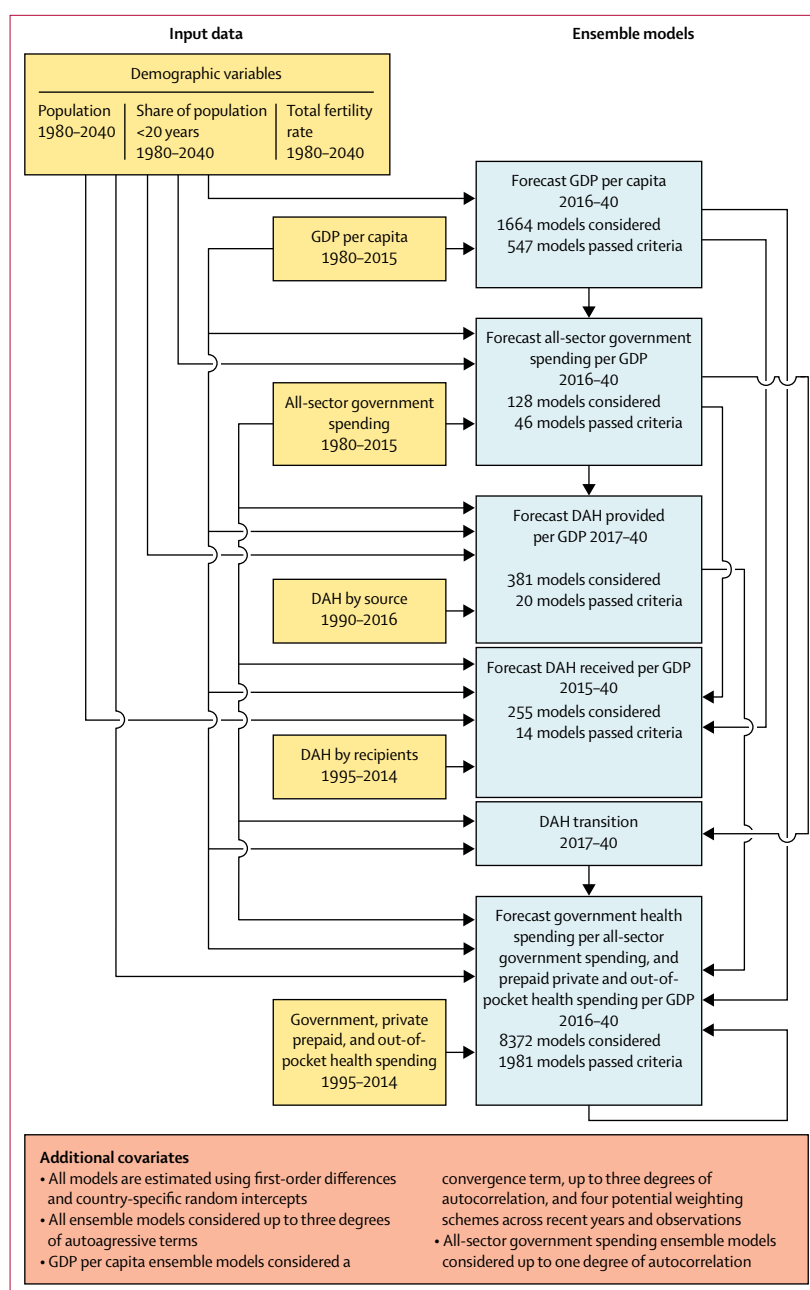 Input data
Ensemble models
Demographic variables
Population
1980–2040
Share of population
<20 years
1980–2040
Total fertility
rate
1980–2040
Forecast GDP per capita
2016–40
1664 models considered
547 models passed criteria
GDP per capita
1980–2015
Forecast all-sector government
spending per GDP
2016–40
128 models considered
46 models passed criteria
All-sector government
spending
1980–2015
Forecast DAH provided
per GDP 2017–40
381 models considered
20 models passed criteria
DAH by source
1990–2016
Forecast DAH received per GDP
2015–40
255 models considered
14 models passed criteria
DAH by recipients
1995–2014
DAH transition
2017–40
Forecast government health
spending per all-sector
government spending, and
prepaid private and out-of-
pocket health spending per GDP
2016–40
8372 models considered
1981 models passed criteria
Government, private
prepaid, and out-of-
pocket health spending
1995–2014
Additional covariates
• All models are estimated using first-order differences
and country-specific random intercepts
• All ensemble models considered up to three degrees
of autoagressive terms
• GDP per capita ensemble models considered a
convergence term, up to three degrees of
autocorrelation, and four potential weighting
schemes across recent years and observations
• All-sector government spending ensemble models
considered up to one degree of autocorrelation